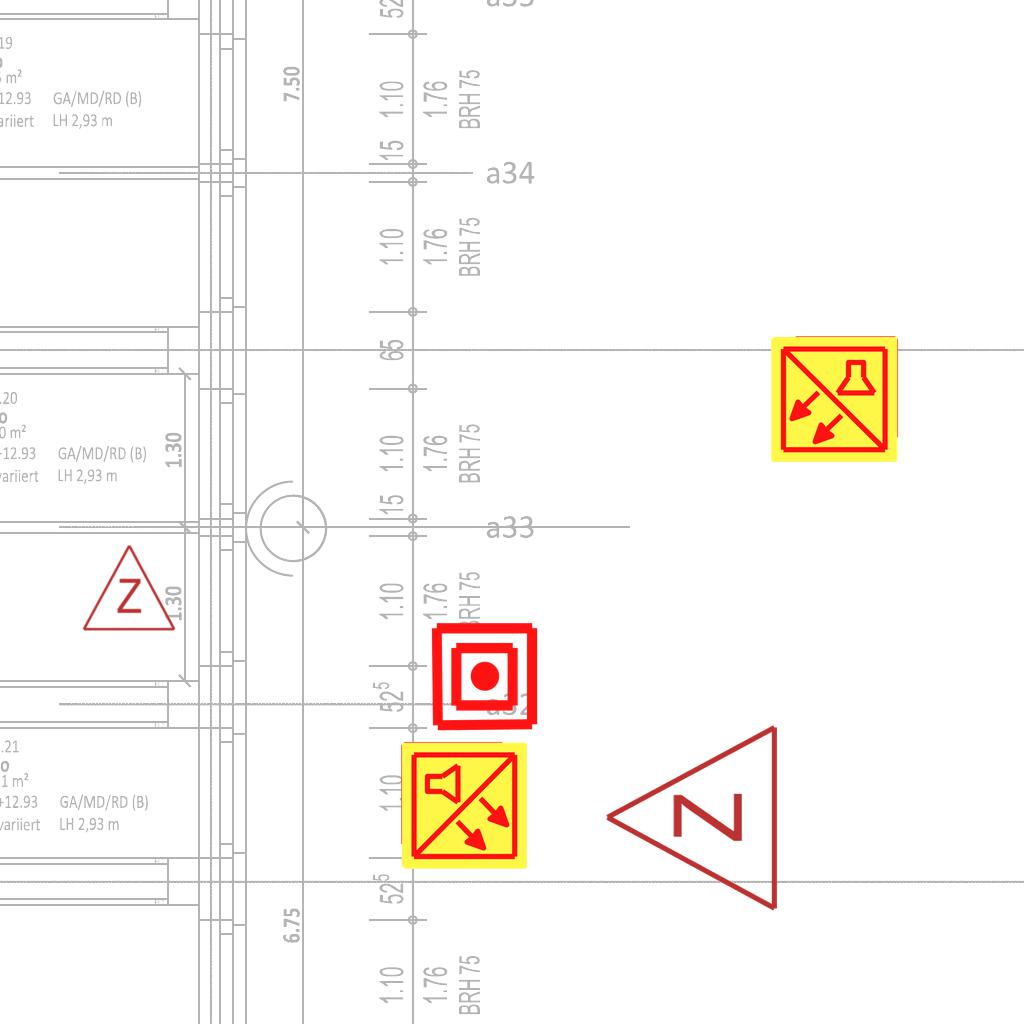 .19
m²
12.93 GA/MD/RD (B)
ariiert LH 2,93 m
7.50
1.10
1.76
BRH 75
15
a34
1.10
1.76
BRH 75
65
.20
0 m²
+12.93 GA/MD/RD (B)
variiert LH 2,93 m
1.30
1.10
1.76
BRH 75
15
a33
Z
1.30
1.10
1.76
BRH 75
52⁵
a32
.21
1 m²
+12.93 GA/MD/RD (B)
variiert LH 2,93 m
1.10
Z
52⁵
6.75
1.10
1.76
BRH 75